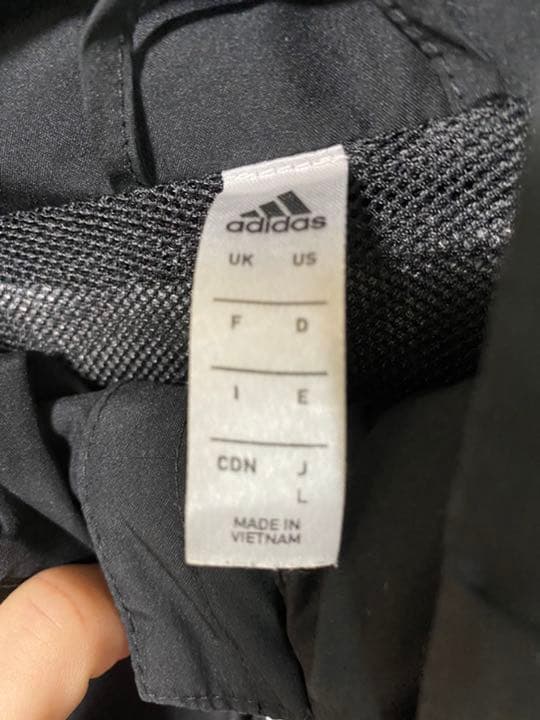 adidas
UK US
F D
I E
CDN J
L
MADE IN
VIETNAM